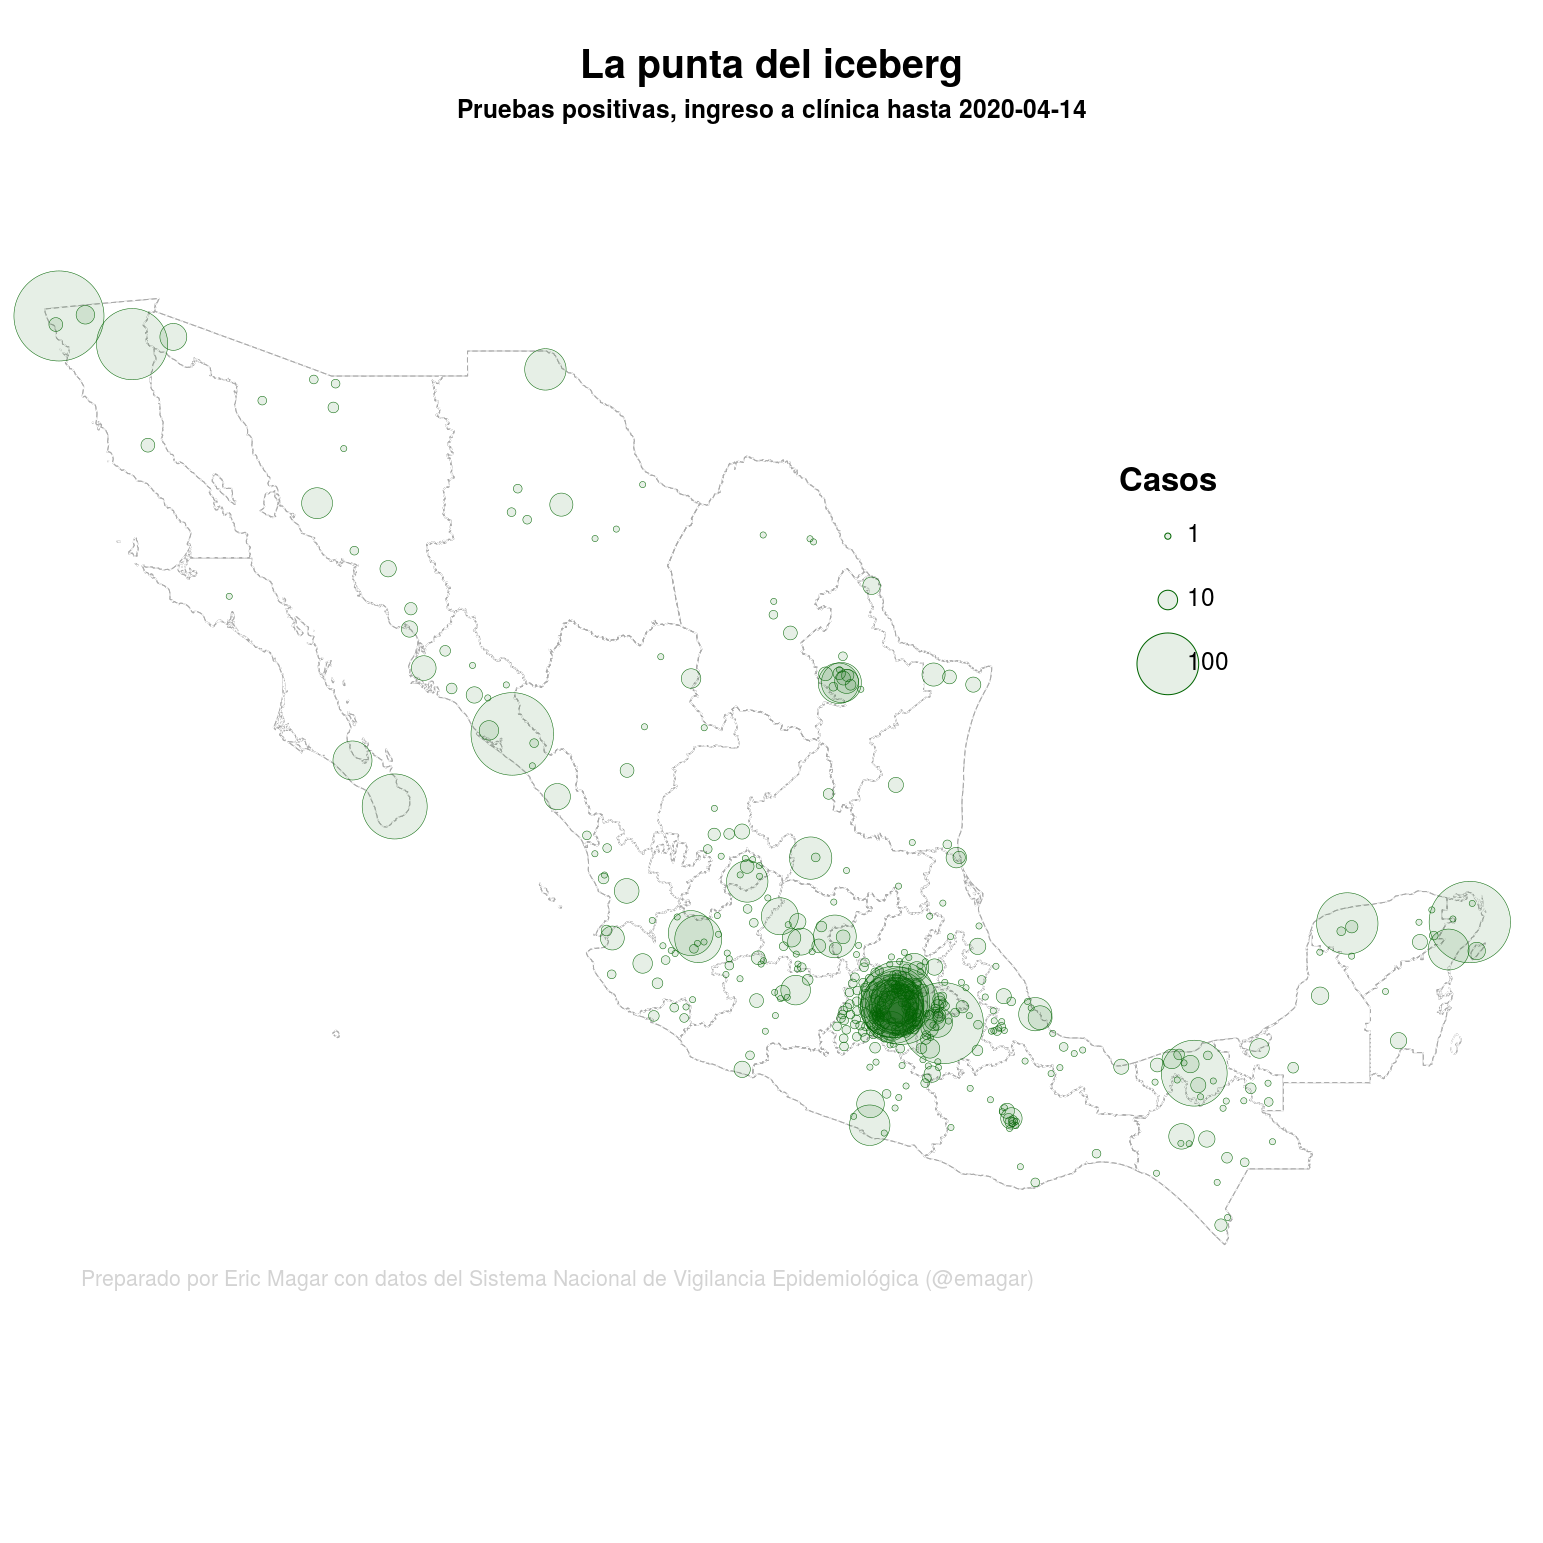 La punta del iceberg
Pruebas positivas, ingreso a clínica hasta 2020-04-14
Casos
1
10
100
Preparado por Eric Magar con datos del Sistema Nacional de Vigilancia Epidemiológica (@emagar)